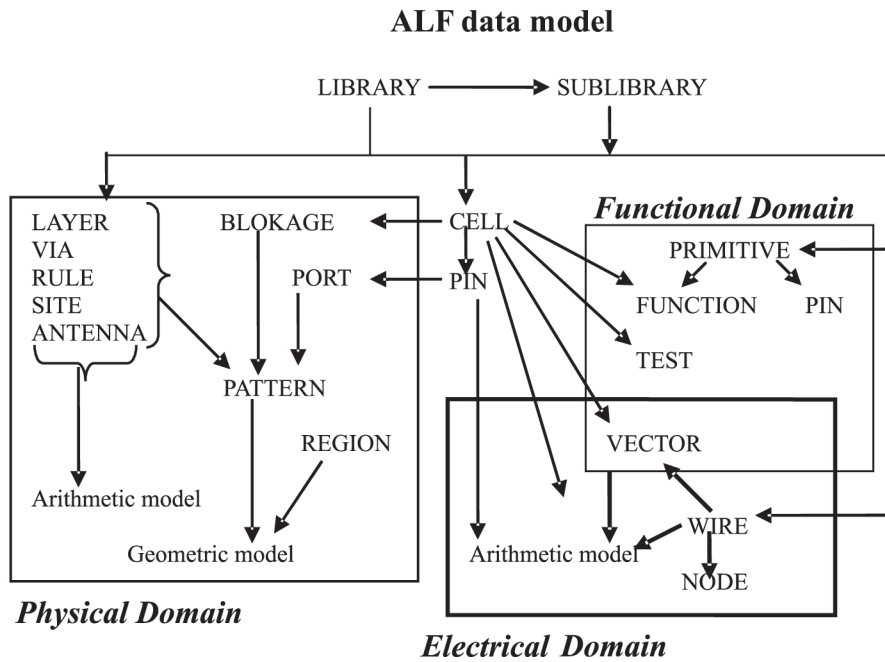 ALF data model
LIBRARY
SUBLIBRARY
LAYER
VIA
RULE
SITE
ANTENNA
BLOKAGE
PORT
PATTERN
REGION
Arithmetic model
Geometric model
Physical Domain
CELL
PIN
Functional Domain
PRIMITIVE
FUNCTION
PIN
TEST
VECTOR
WIRE
Arithmetic model
NODE
Electrical Domain